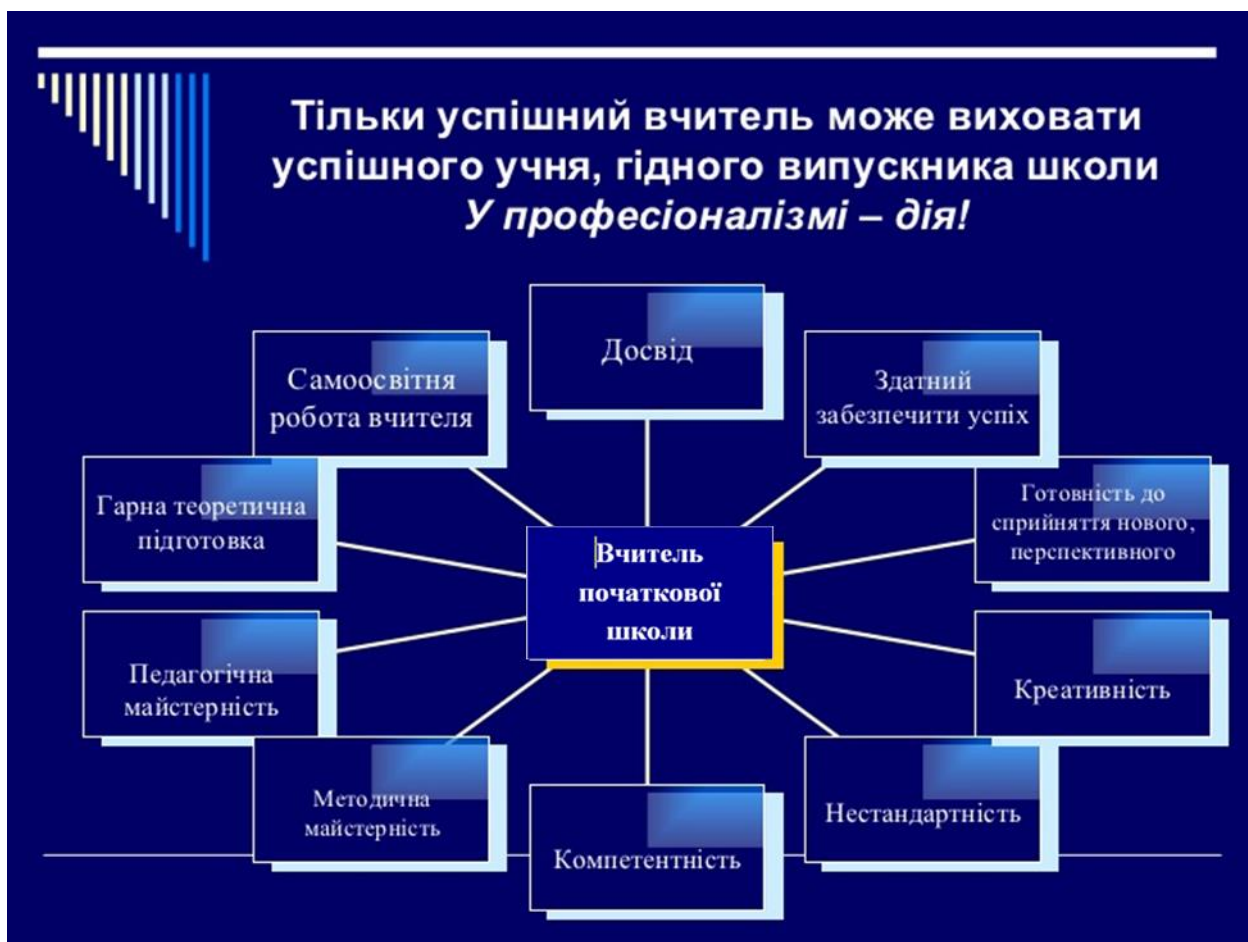 Тільки успішний вчитель може виховати
успішного учня, гідного випускника школи
У професіоналізмі – дія!
Досвід
Самоосвітня
робота вчителя
Здатний
забезпечити успіх
Гарна теоретична
підготовка
Готовність до
сприйняття нового,
перспективного
Вчитель
початкової
школи
Педагогічна
майстерність
Креативність
Методична
майстерність
Нестандартність
Компетентність